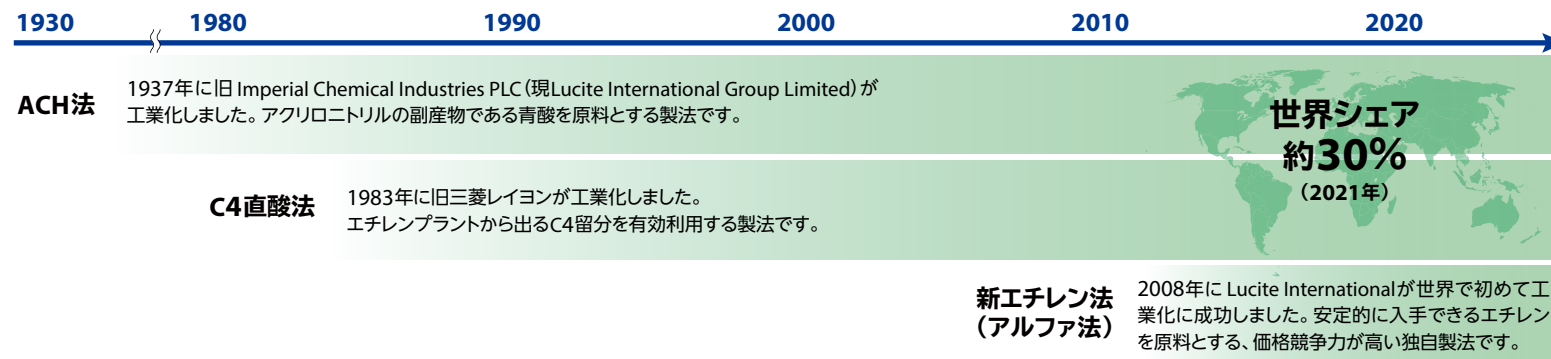 1930 1980 1990 2000 2010 2020
ACH法
1937年に旧 Imperial Chemical Industries PLC（現Lucite International Group Limited）が
工業化しました。アクリロニトリルの副産物である青酸を原料とする製法です。
世界シェア
約30%
（2021年）
C4直酸法
1983年に旧三菱レイヨンが工業化しました。
エチレンプラントから出るC4留分を有効利用する製法です。
新エチレン法
（アルファ法）
2008年に Lucite Internationalが世界で初めて工
業化に成功しました。安定的に入手できるエチレン
を原料とする、価格競争力が高い独自製法です。